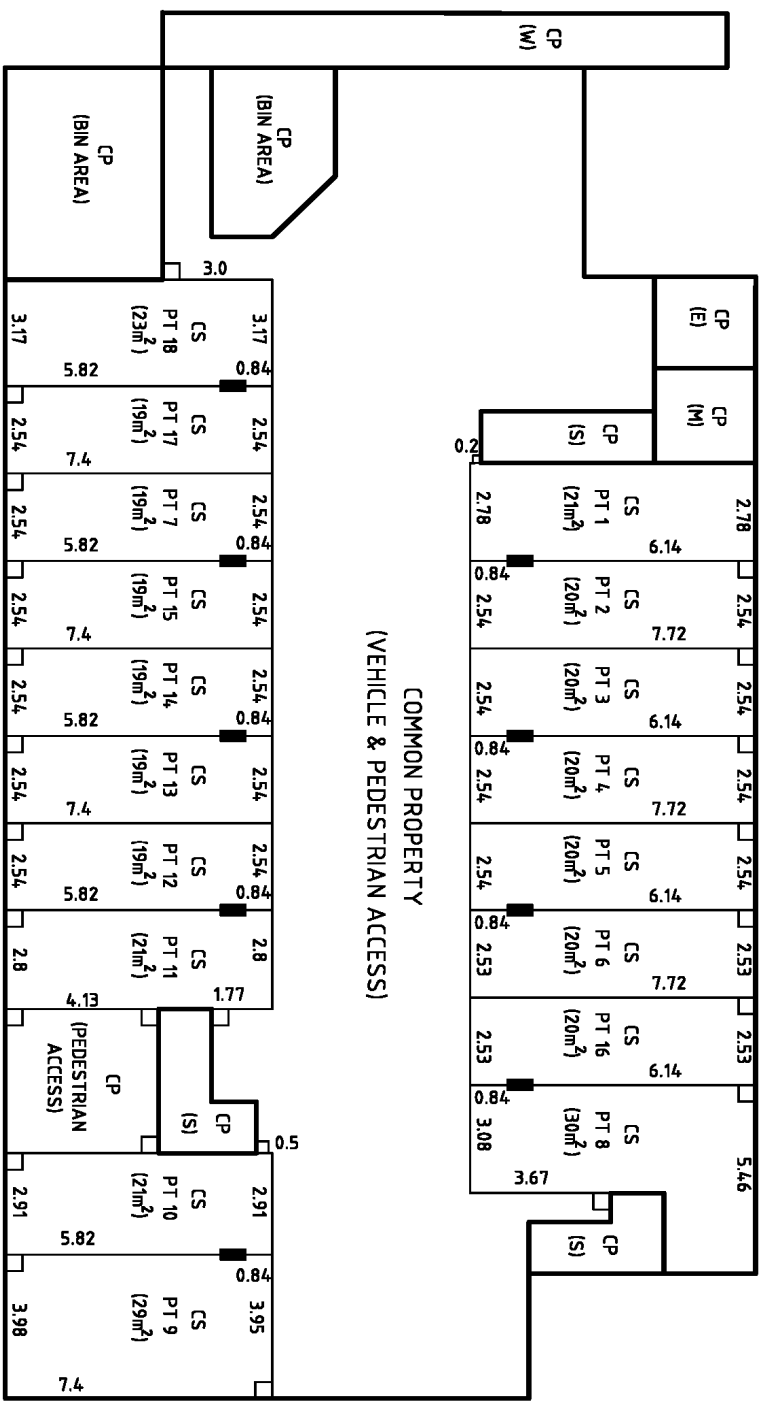 CP
(W)
CP
(BIN AREA)
CP
(BIN AREA)
3.0
CP
(E)
CP
(M)
CP
(S)
0.2
3.17
CS
PT 18
(23m²)
3.17
5.82
0.84
2.54
CS
PT 17
(19m²)
2.54
7.4
2.54
CS
PT 7
(19m²)
2.54
5.82
0.84
2.54
CS
PT 15
(19m²)
2.54
7.4
2.54
CS
PT 14
(19m²)
2.54
5.82
0.84
2.54
CS
PT 13
(19m²)
2.54
7.4
2.54
CS
PT 12
(19m²)
2.54
5.82
0.84
2.8
CS
PT 11
(21m²)
2.8
4.13
1.77
CP
(PEDESTRIAN
ACCESS)
CP
(S)
0.5
2.91
CS
PT 10
(21m²)
2.91
5.82
0.84
3.95
CS
PT 9
(29m²)
3.98
7.4
COMMON PROPERTY
(VEHICLE & PEDESTRIAN ACCESS)
2.78
CS
PT 1
(21m²)
2.78
6.14
0.84
2.54
CS
PT 2
(20m²)
2.54
7.72
2.54
CS
PT 3
(20m²)
2.54
6.14
0.84
2.54
CS
PT 4
(20m²)
2.54
7.72
2.54
CS
PT 5
(20m²)
2.54
6.14
0.84
2.53
CS
PT 6
(20m²)
2.53
7.72
2.53
CS
PT 16
(20m²)
2.53
6.14
0.84
5.46
CS
PT 8
(30m²)
3.08
3.67
CP
(S)